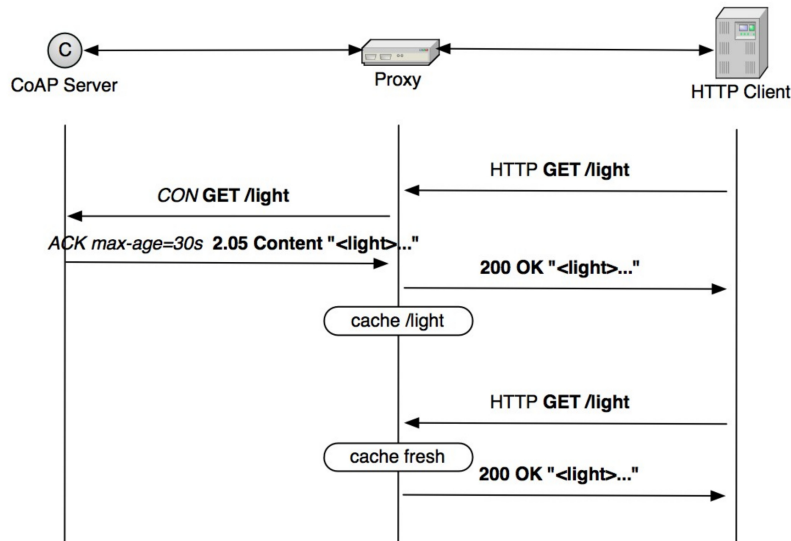 C
CoAP Server
Proxy
HTTP Client
HTTP GET /light
CON GET /light
ACK max-age=30s 2.05 Content "<light>..."
200 OK "<light>..."
cache /light
HTTP GET /light
cache fresh
200 OK "<light>..."